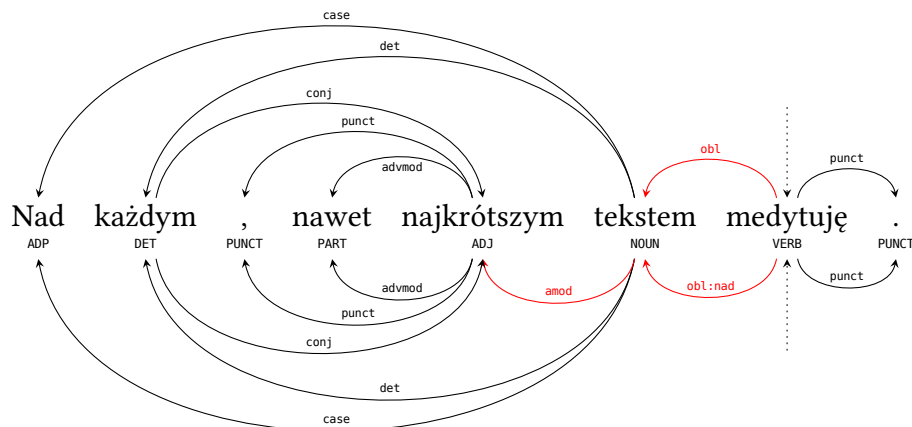 case
det
conj
punct
advmod
obl
punct
Nad każdym , nawet najkrótszym tekstem medytuję .
ADP DET PUNCT PART ADJ NOUN VERB PUNCT
advmod
amod
obl:nad
punct
punct
conj
det
case